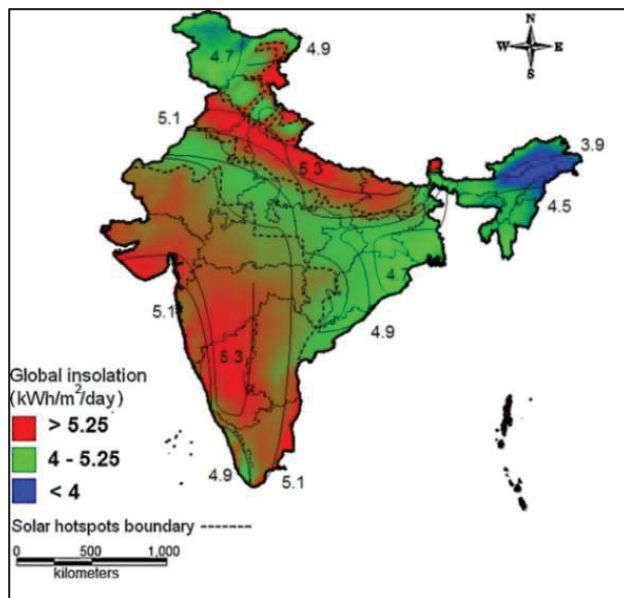 N
W E
S
4.7
4.9
5.1
5.3
3.9
4.5
4.7
5.1
4.9
5.3
4.9
5.1
Global insolation
(kWh/m²/day)
> 5.25
4 - 5.25
< 4
Solar hotspots boundary -------
0 500 1,000
kilometers